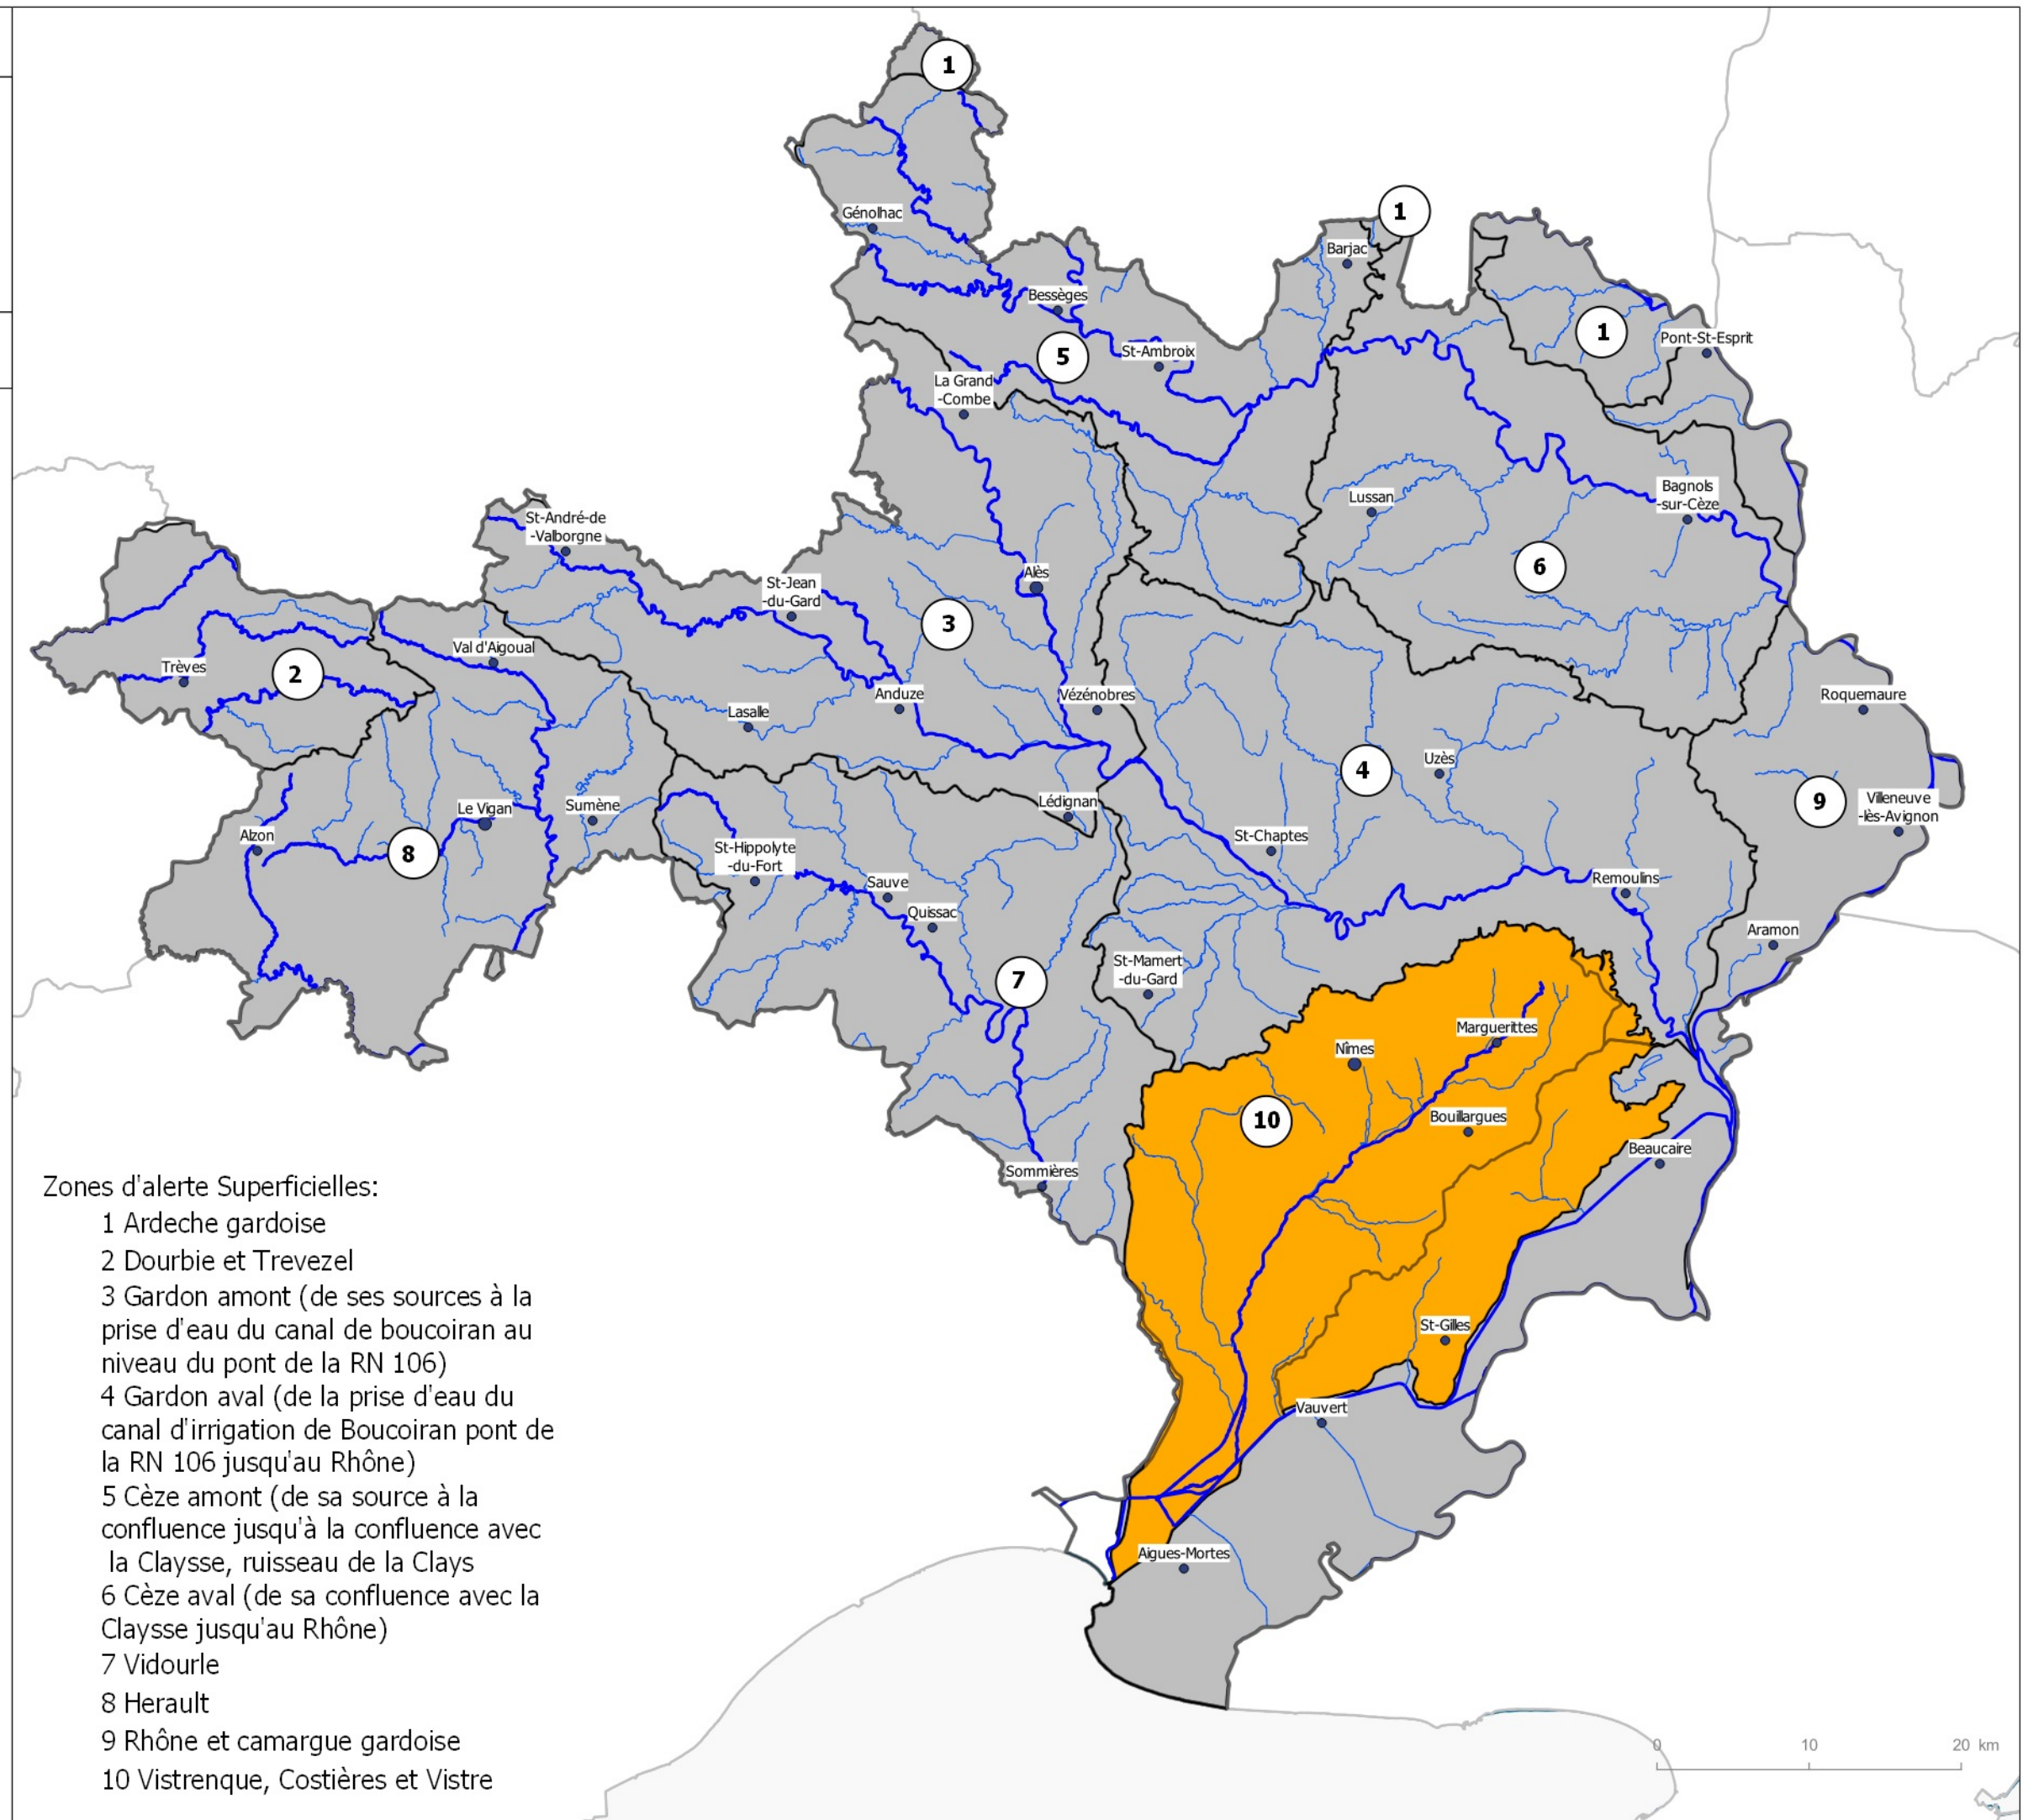 1
1
Génolhac
Barjac
Bessèges
1
Pont-St-Esprit
5
St-Ambroix
La Grand
-Combe
Lussan
Bagnols
-sur-Cèze
St-André-de
-Valborgne
6
Alès
St-Jean
-du-Gard
3
Val d'Aigoual
Trèves
2
Anduze
Vézénobres
Roquemaure
Lasalle
Uzès
4
9
Villeneuve
-lès-Avignon
Le Vigan
Sumène
Lédignan
Alzon
St-Chaptes
8
St-Hippolyte
-du-Fort
Sauve
Remoulins
Quissac
Aramon
7
St-Mamert
-du-Gard
Marguerittes
Nîmes
10
Bouillargues
Beaucaire
Sommières
St-Gilles
Vauvert
Aigues-Mortes
Zones d'alerte Superficielles:
1 Ardeche gardoise
2 Dourbie et Trevezel
3 Gardon amont (de ses sources à la
prise d'eau du canal de boucoiran au
niveau du pont de la RN 106)
4 Gardon aval (de la prise d'eau du
canal d'irrigation de Boucoiran pont de
la RN 106 jusqu'au Rhône)
5 Cèze amont (de sa source à la
confluence jusqu'à la confluence avec
la Claysse, ruisseau de la Clays
6 Cèze aval (de sa confluence avec la
Claysse jusqu'au Rhône)
7 Vidourle
8 Herault
9 Rhône et camargue gardoise
10 Vistrenque, Costières et Vistre
0 10 20 km